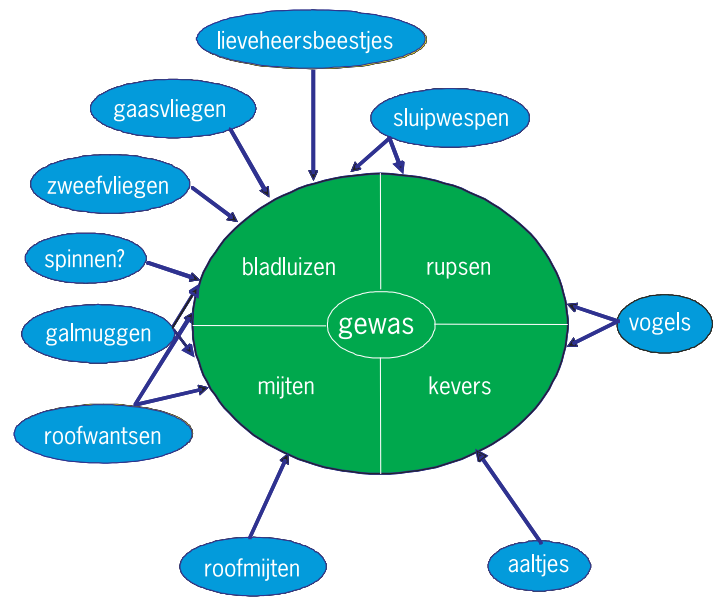 lieveheersbeestjes
gaasvliegen
sluipwespen
zweefvliegen
spinnen?
bladluizen
rupsen
galmuggen
gewas
vogels
mijten
kevers
roofwantsen
roofmijten
aaltjes